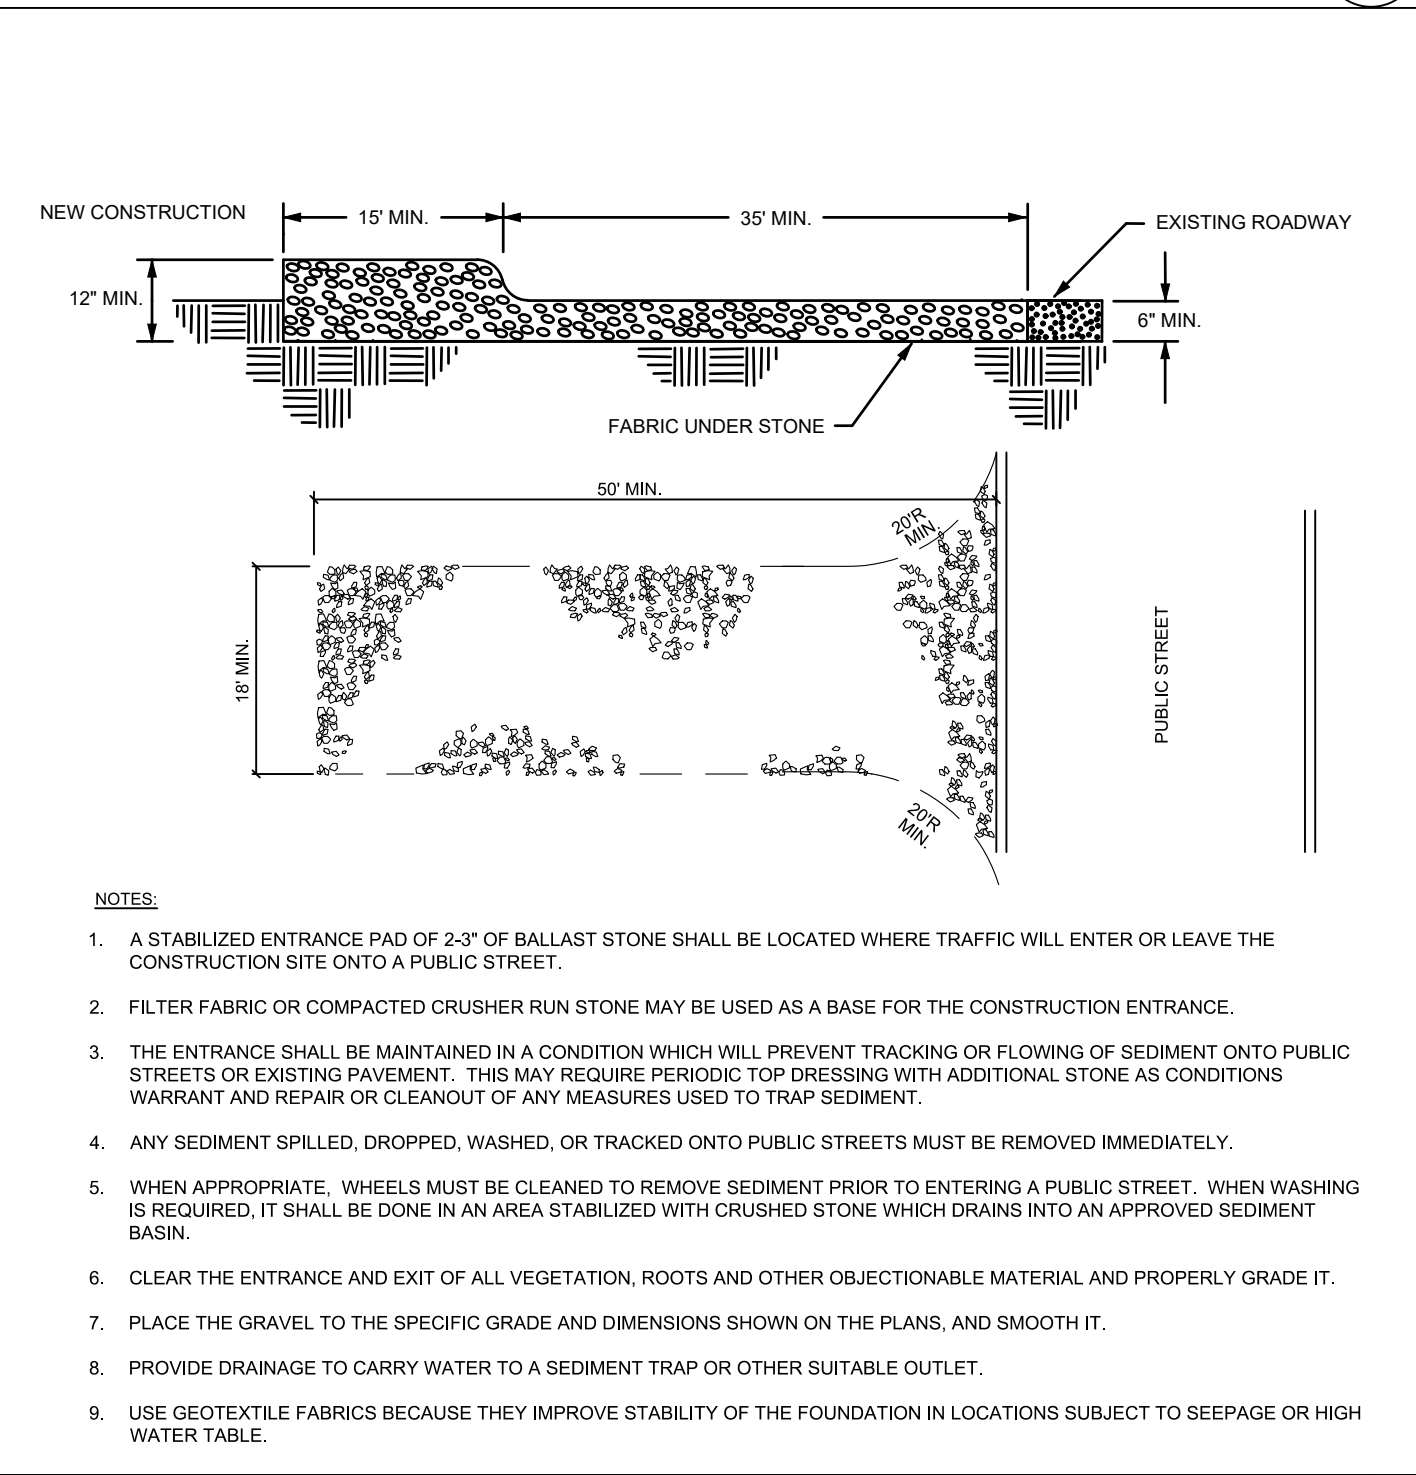 NEW CONSTRUCTION
15' MIN.
35' MIN.
EXISTING ROADWAY
12" MIN.
6" MIN.
FABRIC UNDER STONE
50' MIN.
20'R
MIN.
18' MIN.
PUBLIC STREET
20'R
MIN.
NOTES:
1. A STABILIZED ENTRANCE PAD OF 2-3" OF BALLAST STONE SHALL BE LOCATED WHERE TRAFFIC WILL ENTER OR LEAVE THE
CONSTRUCTION SITE ONTO A PUBLIC STREET.
2. FILTER FABRIC OR COMPACTED CRUSHER RUN STONE MAY BE USED AS A BASE FOR THE CONSTRUCTION ENTRANCE.
3. THE ENTRANCE SHALL BE MAINTAINED IN A CONDITION WHICH WILL PREVENT TRACKING OR FLOWING OF SEDIMENT ONTO PUBLIC
STREETS OR EXISTING PAVEMENT. THIS MAY REQUIRE PERIODIC TOP DRESSING WITH ADDITIONAL STONE AS CONDITIONS
WARRANT AND REPAIR OR CLEANOUT OF ANY MEASURES USED TO TRAP SEDIMENT.
4. ANY SEDIMENT SPILLED, DROPPED, WASHED, OR TRACKED ONTO PUBLIC STREETS MUST BE REMOVED IMMEDIATELY.
5. WHEN APPROPRIATE, WHEELS MUST BE CLEANED TO REMOVE SEDIMENT PRIOR TO ENTERING A PUBLIC STREET. WHEN WASHING
IS REQUIRED, IT SHALL BE DONE IN AN AREA STABILIZED WITH CRUSHED STONE WHICH DRAINS INTO AN APPROVED SEDIMENT
BASIN.
6. CLEAR THE ENTRANCE AND EXIT OF ALL VEGETATION, ROOTS AND OTHER OBJECTIONABLE MATERIAL AND PROPERLY GRADE IT.
7. PLACE THE GRAVEL TO THE SPECIFIC GRADE AND DIMENSIONS SHOWN ON THE PLANS, AND SMOOTH IT.
8. PROVIDE DRAINAGE TO CARRY WATER TO A SEDIMENT TRAP OR OTHER SUITABLE OUTLET.
9. USE GEOTEXTILE FABRICS BECAUSE THEY IMPROVE STABILITY OF THE FOUNDATION IN LOCATIONS SUBJECT TO SEEPAGE OR HIGH
WATER TABLE.